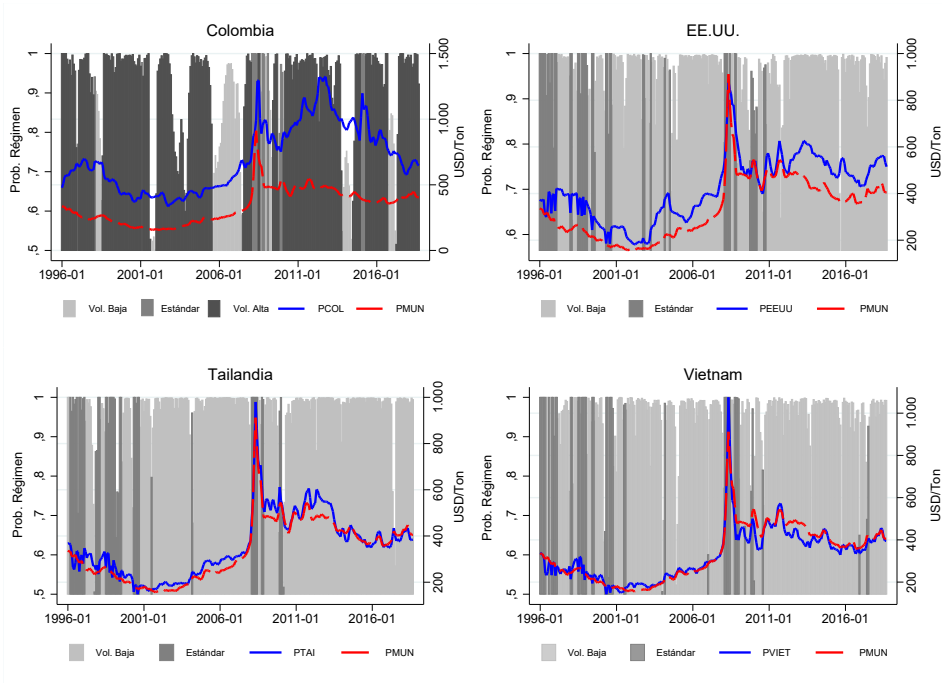 Colombia
Prob. Régimen
1
,9
,8
,7
,6
,5
1.500
1.000
500
0
USD/Ton
1996-01 2001-01 2006-01 2011-01 2016-01
Vol. Baja Estándar Vol. Alta PCOL PMUN
EE.UU.
Prob. Régimen
1
,9
,8
,7
,6
1.000
800
600
400
200
USD/Ton
1996-01 2001-01 2006-01 2011-01 2016-01
Vol. Baja Estándar PEEUU PMUN
Tailandia
Prob. Régimen
1
,9
,8
,7
,6
,5
1.000
800
600
400
200
USD/Ton
1996-01 2001-01 2006-01 2011-01 2016-01
Vol. Baja Estándar PTAI PMUN
Vietnam
Prob. Régimen
1
,9
,8
,7
,6
,5
1.000
800
600
400
200
USD/Ton
1996-01 2001-01 2006-01 2011-01 2016-01
Vol. Baja Estándar PVIET PMUN